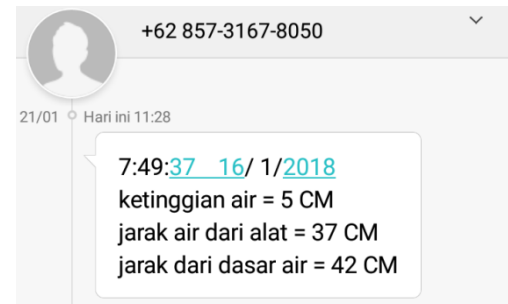 +62 857-3167-8050
21/01 Hari ini 11:28
7:49:37 16/ 1/2018
ketinggian air = 5 CM
jarak air dari alat = 37 CM
jarak dari dasar air = 42 CM